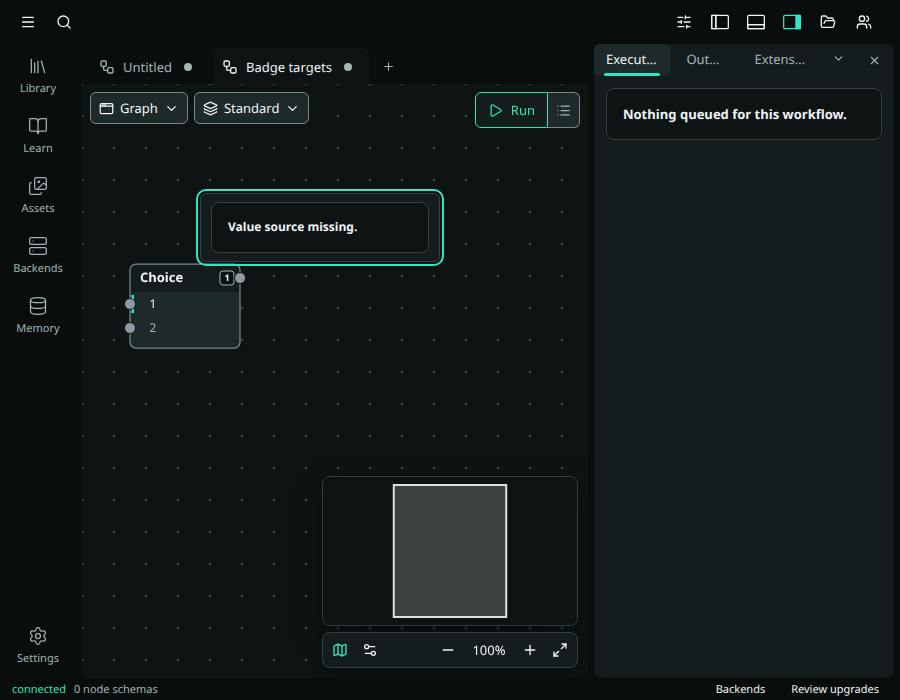 Untitled
Badge targets
Execut...
Out...
Extens...
Library
Learn
Assets
Backends
Memory
Settings
Graph
Standard
Run
Nothing queued for this workflow.
Value source missing.
Choice
1
1
2
100%
connected
0 node schemas
Backends
Review upgrades